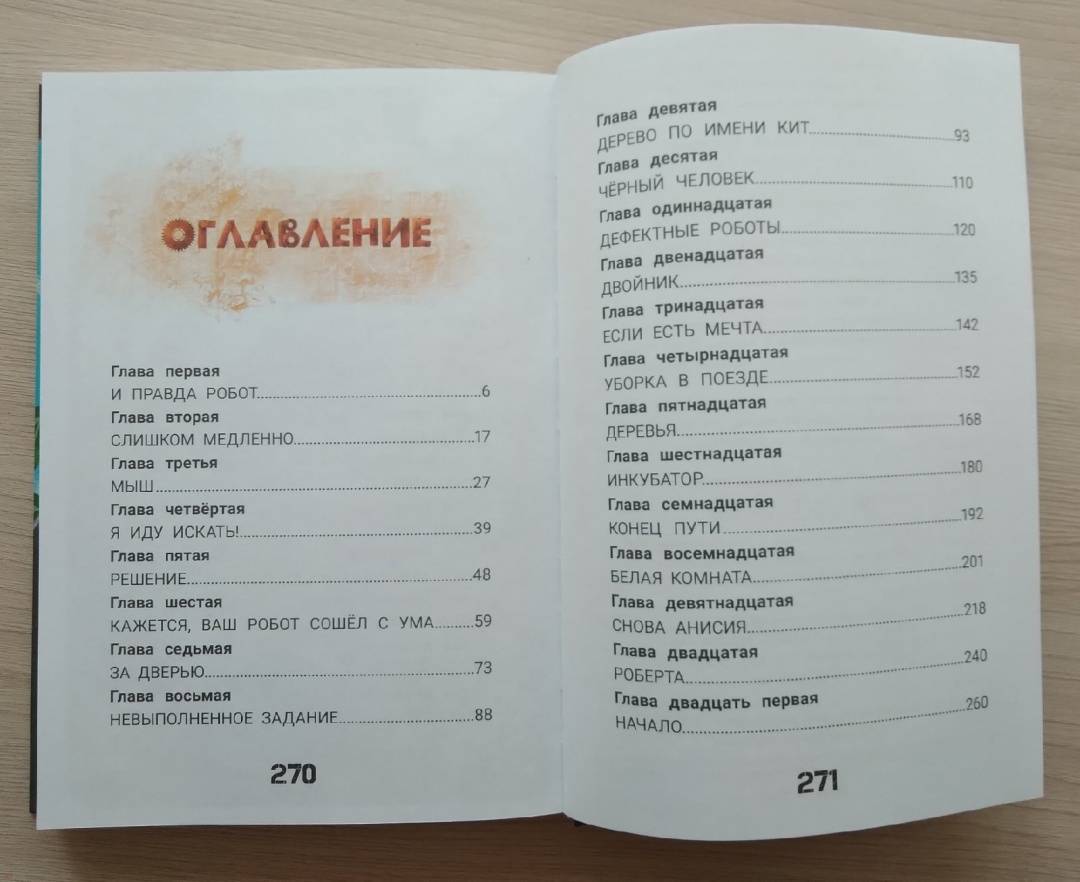 ОГЛАВЛЕНИЕ
Глава первая
И ПРАВДА РОБОТ........6
Глава вторая
СЛИШКОМ МЕДЛЕННО........17
Глава третья
МЫШ........27
Глава четвёртая
Я ИДУ ИСКАТЬ!........39
Глава пятая
РЕШЕНИЕ........48
Глава шестая
КАЖЕТСЯ, ВАШ РОБОТ СОШЁЛ С УМА........59
Глава седьмая
ЗА ДВЕРЬЮ........73
Глава восьмая
НЕВЫПОЛНЕННОЕ ЗАДАНИЕ........88
270
Глава девятая
ДЕРЕВО ПО ИМЕНИ КИТ........93
Глава десятая
ЧЁРНЫЙ ЧЕЛОВЕК........110
Глава одиннадцатая
ДЕФЕКТНЫЕ РОБОТЫ........120
Глава двенадцатая
ДВОЙНИК........135
Глава тринадцатая
ЕСЛИ ЕСТЬ МЕЧТА........142
Глава четырнадцатая
УБОРКА В ПОЕЗДЕ........152
Глава пятнадцатая
ДЕРЕВЬЯ........168
Глава шестнадцатая
ИНКУБАТОР........180
Глава семнадцатая
КОНЕЦ ПУТИ........192
Глава восемнадцатая
БЕЛАЯ КОМНАТА........201
Глава девятнадцатая
СНОВА АНИСИЯ........218
Глава двадцатая
РОБЕРТА........240
Глава двадцать первая
НАЧАЛО........260
271